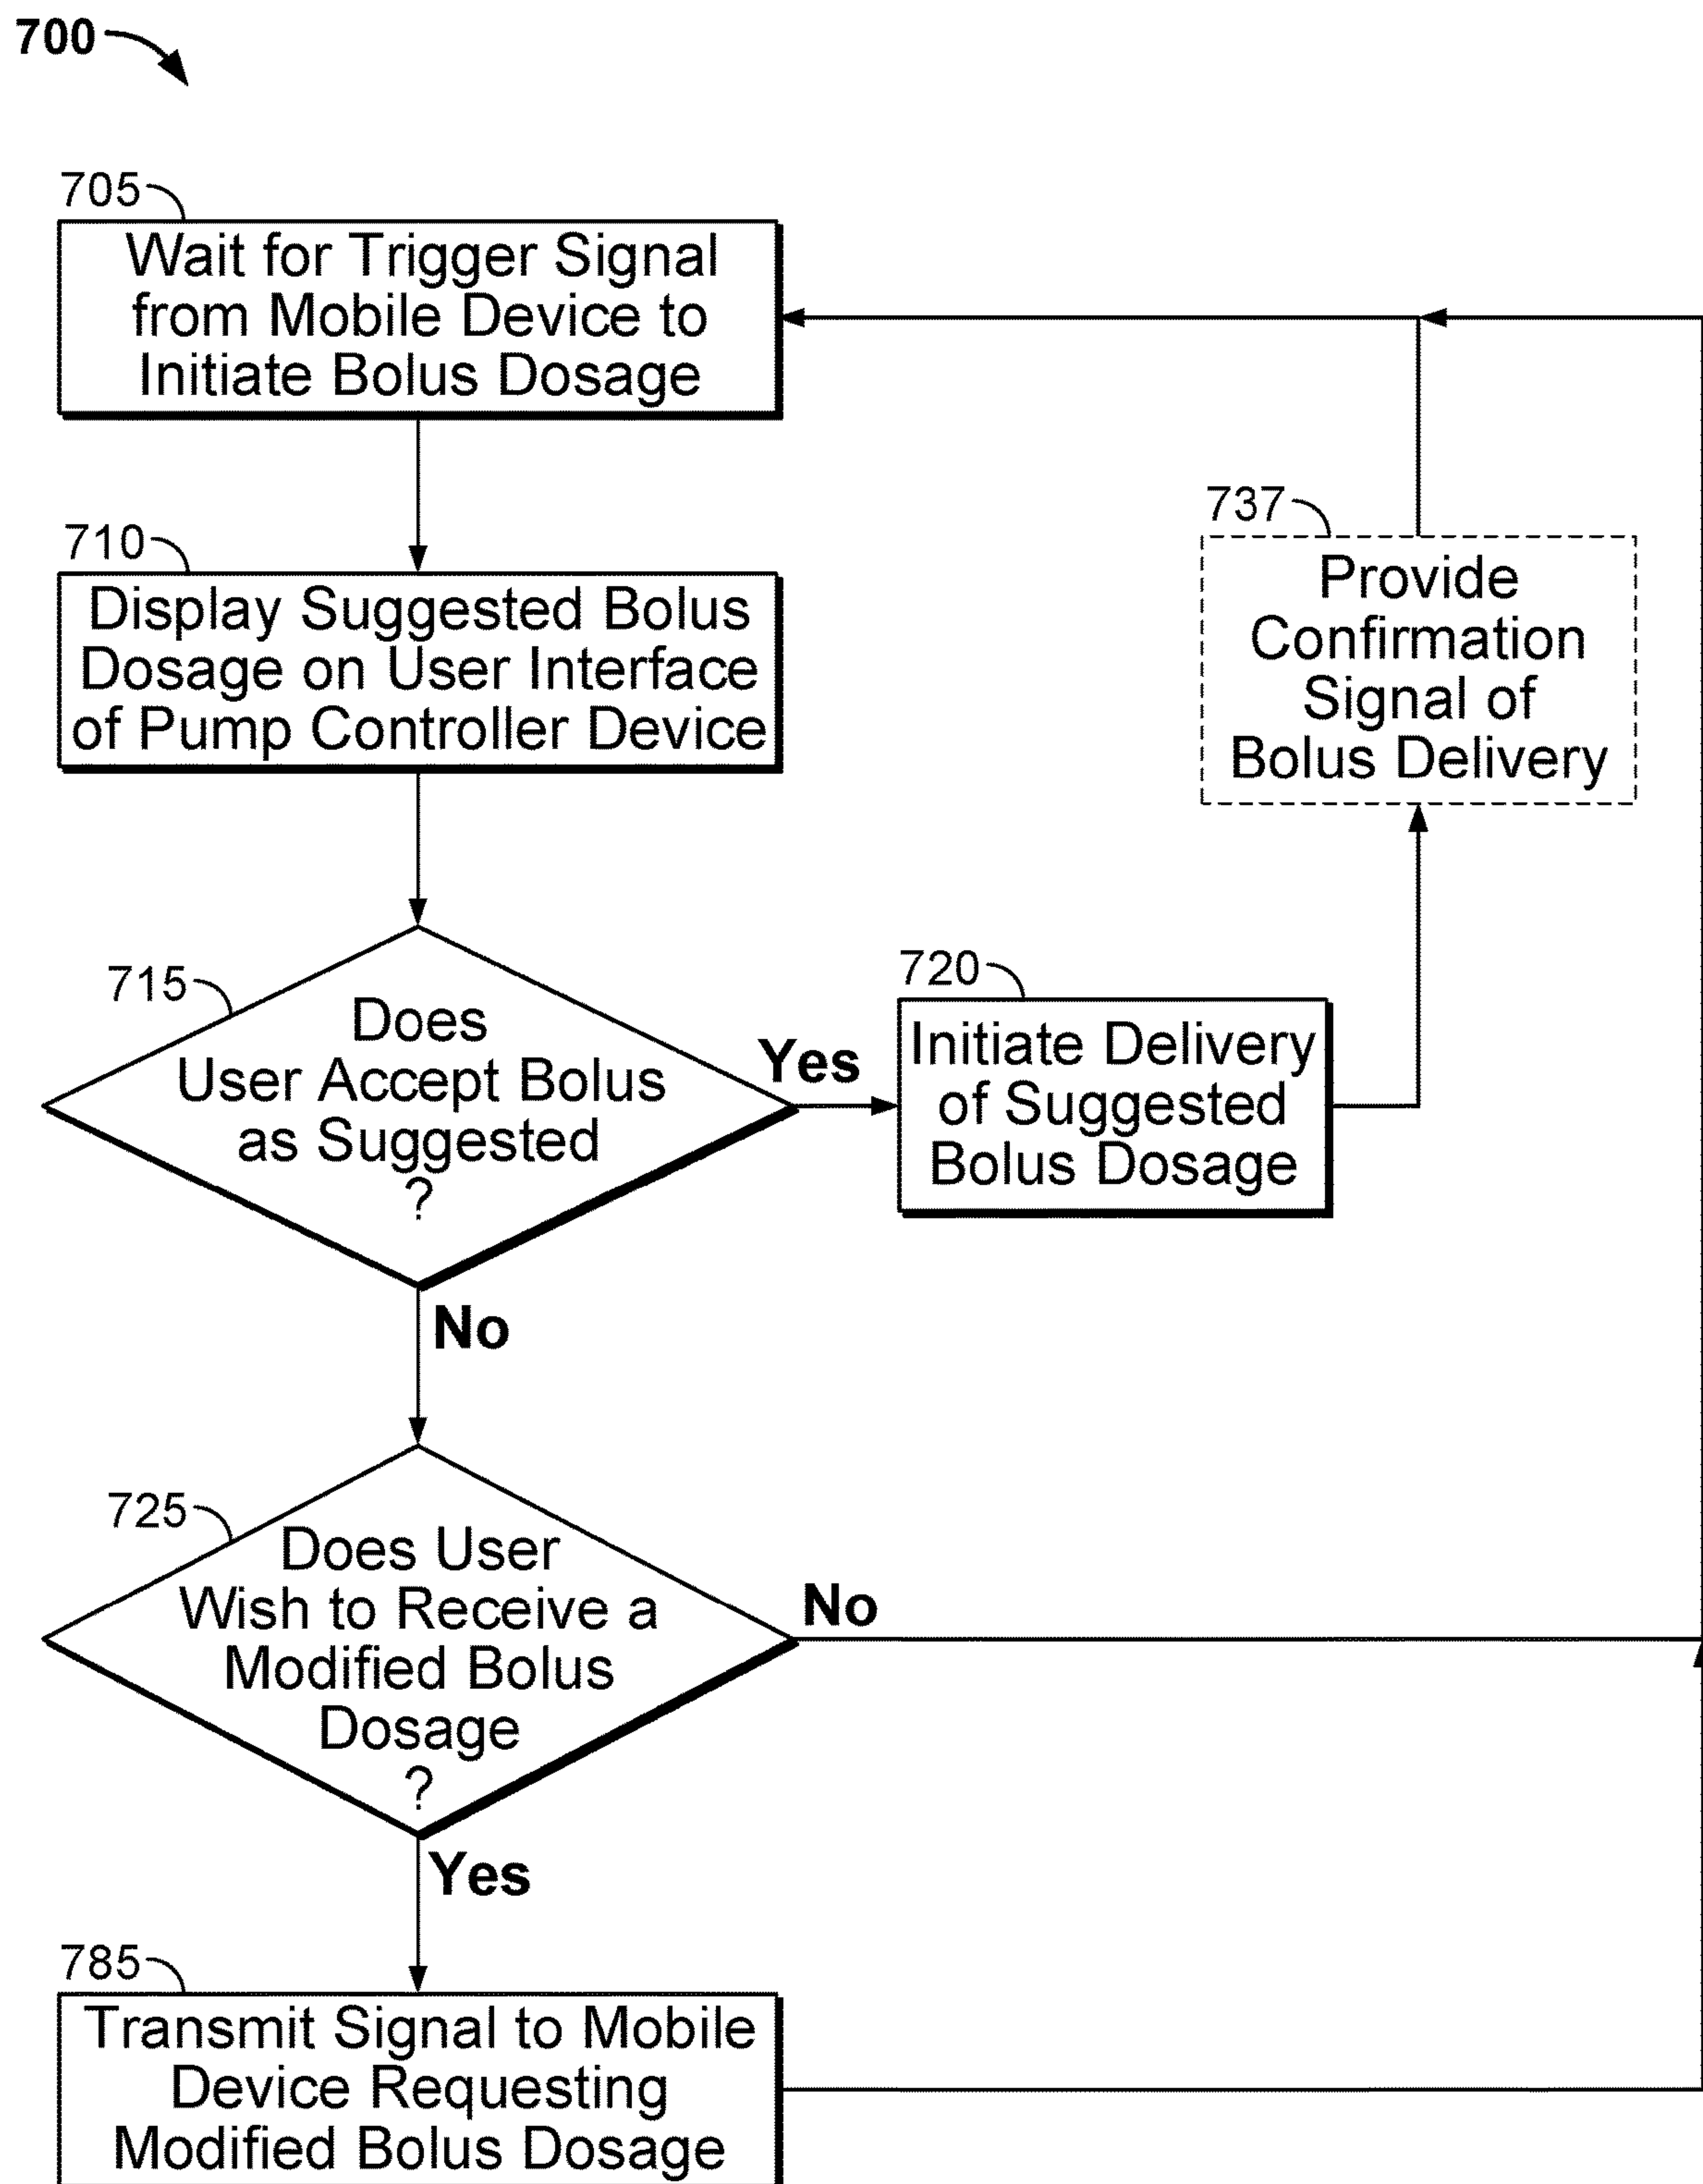 700
705
Wait for Trigger Signal
from Mobile Device to
Initiate Bolus Dosage
710
Display Suggested Bolus
Dosage on User Interface
of Pump Controller Device
737
Provide
Confirmation
Signal of
Bolus Delivery
715
Does
User Accept Bolus
as Suggested
?
Yes
720
Initiate Delivery
of Suggested
Bolus Dosage
No
725
Does User
Wish to Receive a
Modified Bolus
Dosage
?
No
Yes
785
Transmit Signal to Mobile
Device Requesting
Modified Bolus Dosage